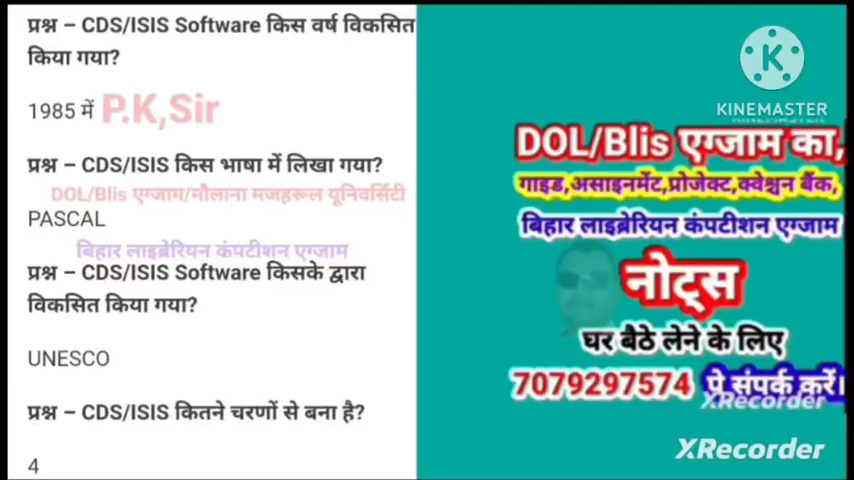 प्रश्न – CDS/ISIS Software किस वर्ष विकसित
किया गया?
1985 में
P.K,Sir
प्रश्न – CDS/ISIS किस भाषा में लिखा गया?
DOL/Blis एग्जाम/मौलाना मजहरूल यूनिवर्सिटी
PASCAL
बिहार लाइब्रेरियन कंपटीशन एग्जाम
प्रश्न – CDS/ISIS Software किसके द्वारा
विकसित किया गया?
UNESCO
प्रश्न – CDS/ISIS कितने चरणों से बना है?
4
K
KINEMASTER
DOL/Blis एग्जाम का,
गाइड,असाइनमेंट,प्रोजेक्ट,क्वेश्चन बैंक,
बिहार लाइब्रेरियन कंपटीशन एग्जाम
नोट्स
घर बैठे लेने के लिए
7079297574 पे संपर्क करें।
XRecorder
XRecorder